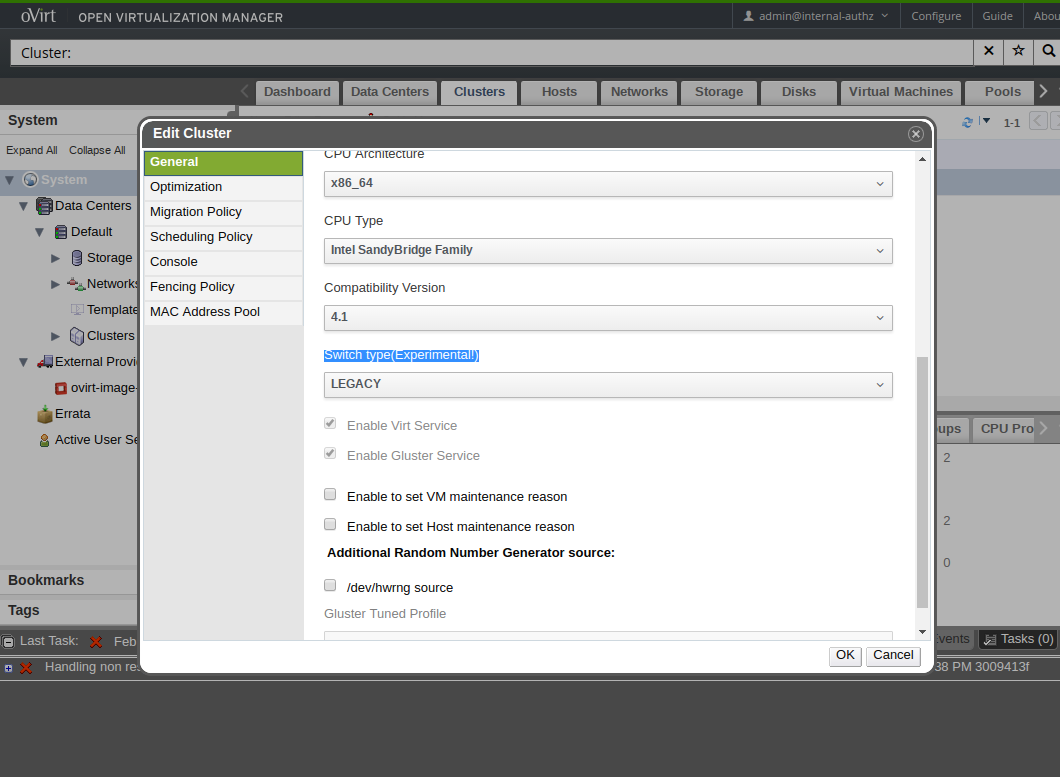 oVirt OPEN VIRTUALIZATION MANAGER admin@internal-authz Configure Guide Abou
Cluster:
Dashboard Data Centers Clusters Hosts Networks Storage Disks Virtual Machines Pools
System
1-1
Expand All Collapse All
System
Data Centers
Default
Storage
Networks
Template
Clusters
External Provi
ovirt-image-
Errata
Active User Se
Bookmarks
Tags
Edit Cluster
General
Optimization
Migration Policy
Scheduling Policy
Console
Fencing Policy
MAC Address Pool
CPU Architecture
x86_64
CPU Type
Intel SandyBridge Family
Compatibility Version
4.1
Switch type(Experimental!)
LEGACY
Enable Virt Service
Enable Gluster Service
Enable to set VM maintenance reason
Enable to set Host maintenance reason
Additional Random Number Generator source:
/dev/hwrng source
Gluster Tuned Profile
OK Cancel
ups CPU Pro
2
2
0
Last Task: Feb
vents Tasks (0)
Handling non res
38 PM 3009413f